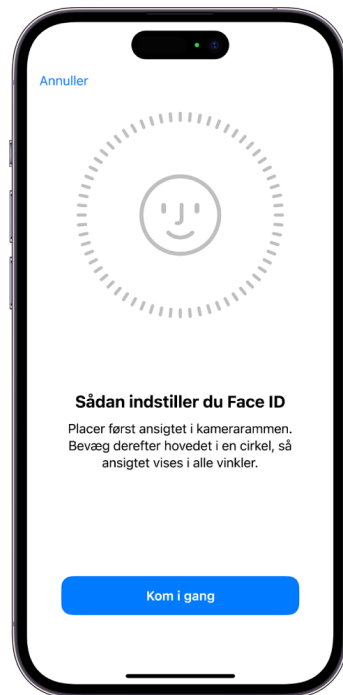 Annuller
Sådan indstiller du Face ID
Placer først ansigtet i kamerarammen.
Bevæg derefter hovedet i en cirkel, så
ansigtet vises i alle vinkler.
Kom i gang